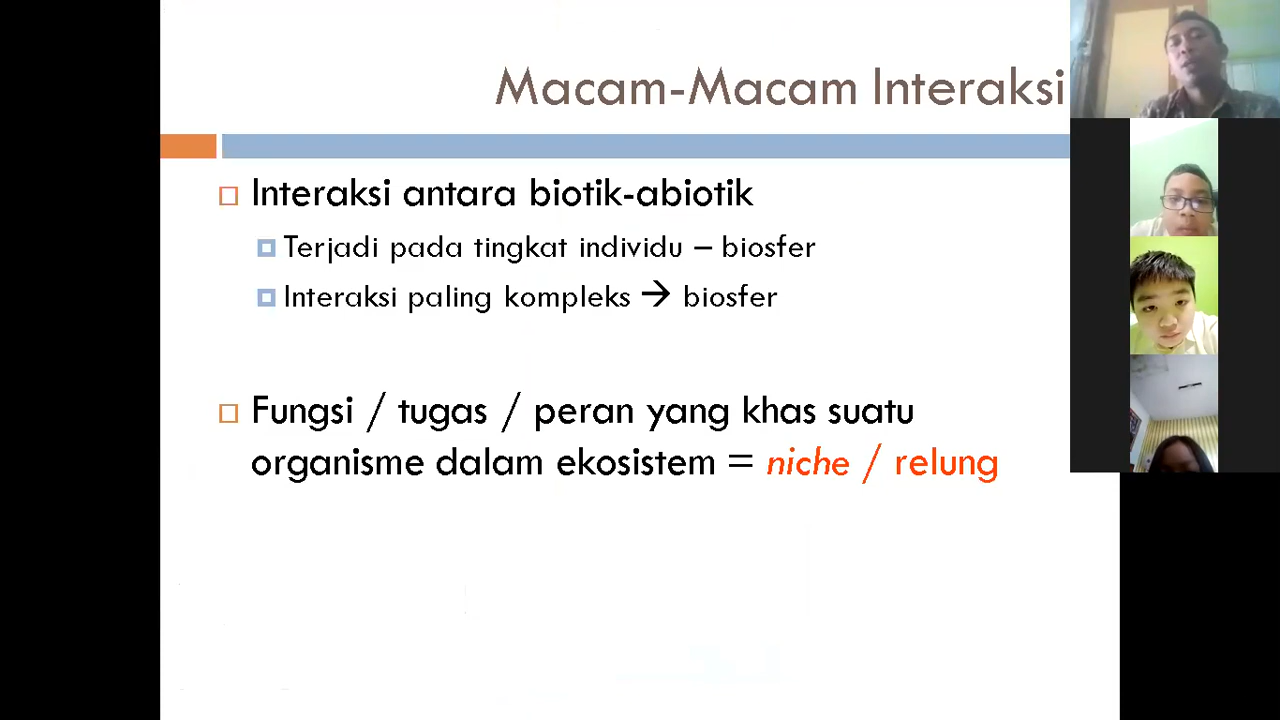 Macam-Macam Interaksi
Interaksi antara biotik-abiotik
Terjadi pada tingkat individu – biosfer
Interaksi paling kompleks → biosfer
Fungsi / tugas / peran yang khas suatu
organisme dalam ekosistem = niche / relung